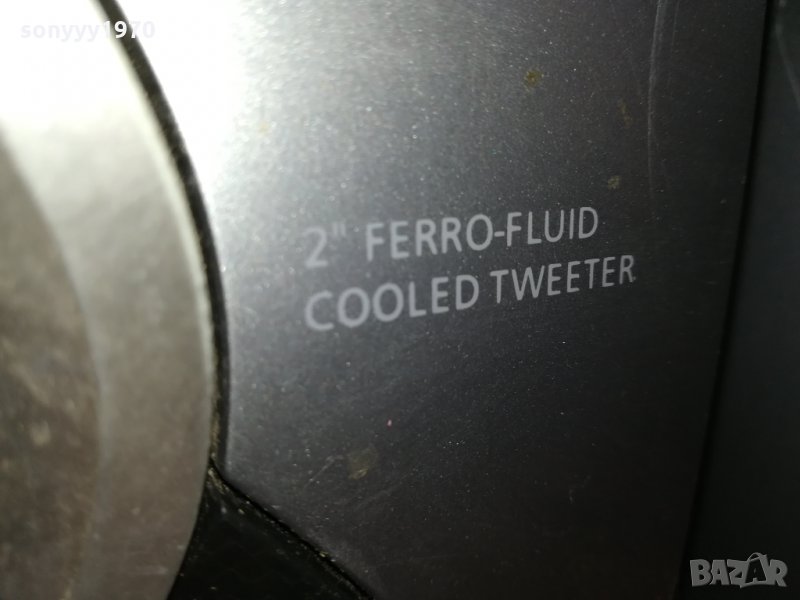 sonyyy1970
2" FERRO-FLUID
COOLED TWEETER
BAZAR